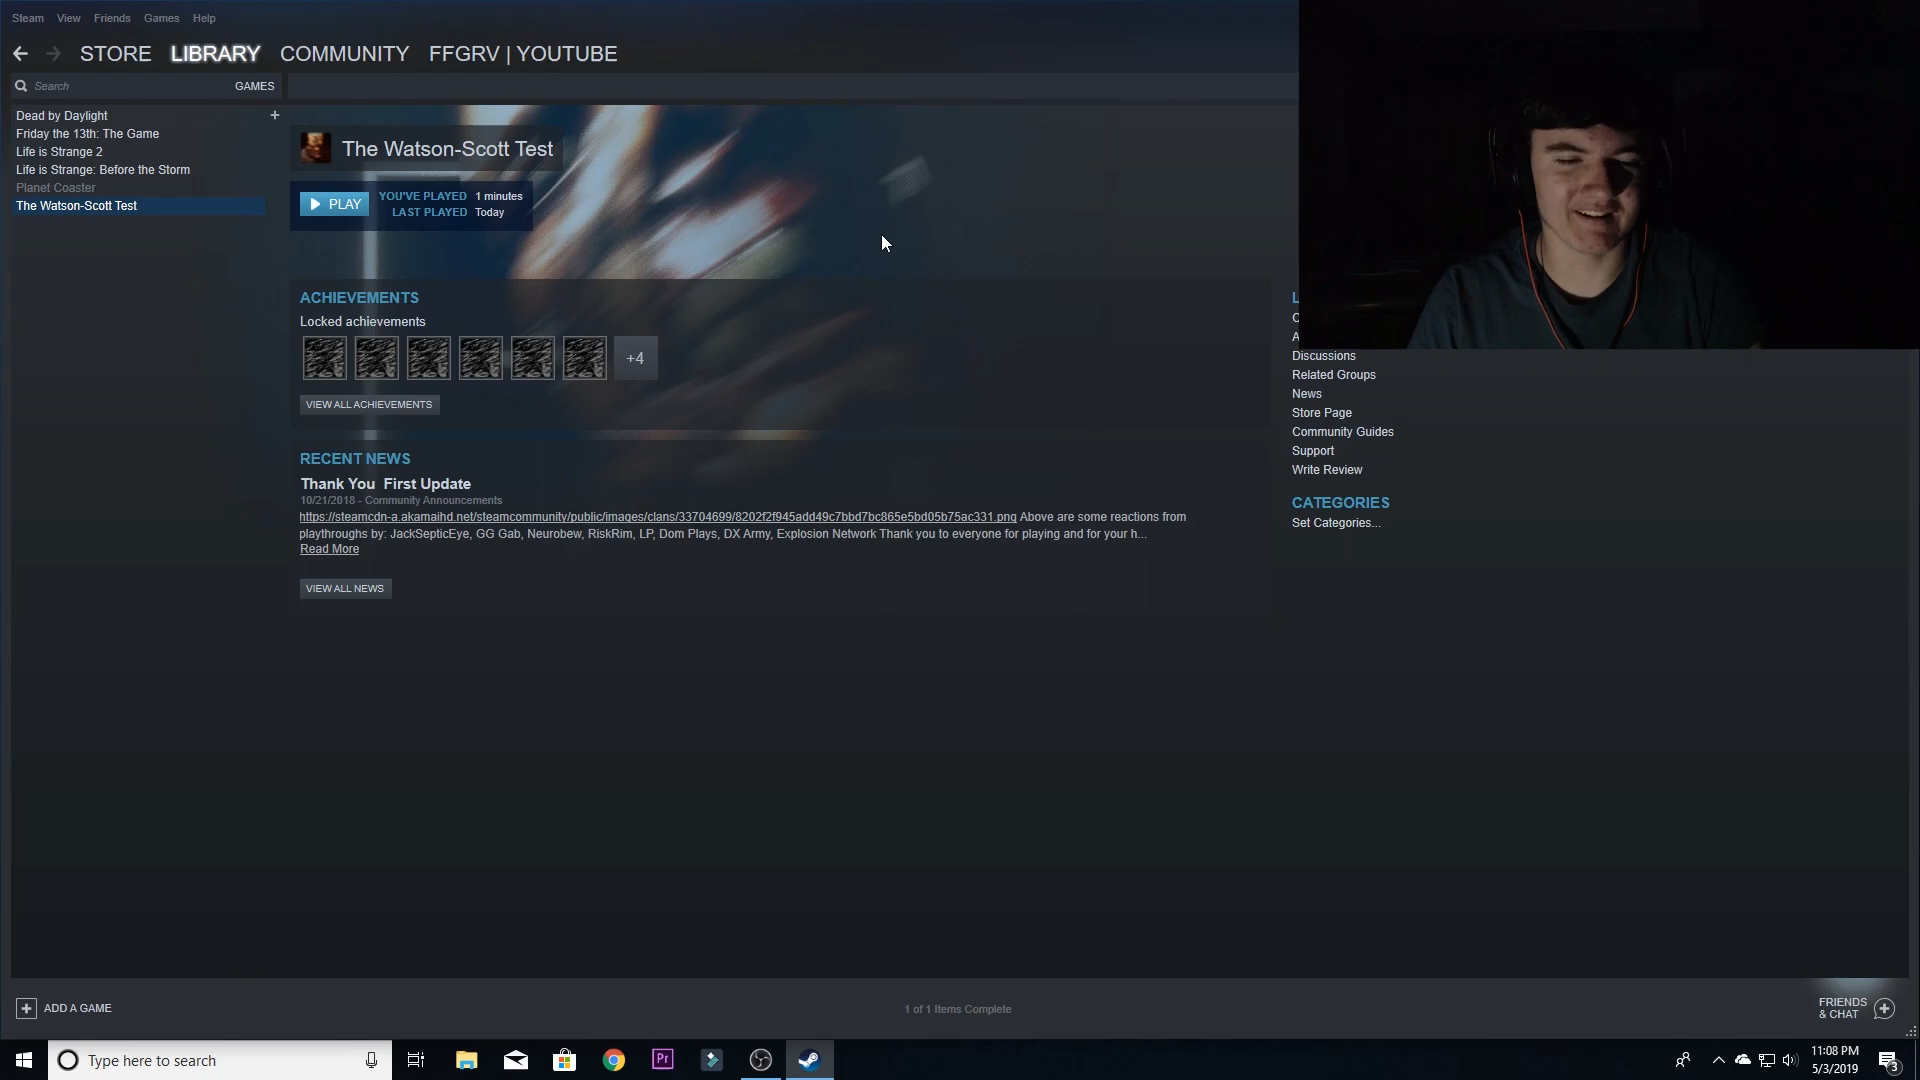 Steam View Friends Games Help
STORE LIBRARY COMMUNITY FFGRV | YOUTUBE
Search GAMES
Dead by Daylight +
Friday the 13th: The Game
Life is Strange 2
Life is Strange: Before the Storm
Planet Coaster
The Watson-Scott Test
The Watson-Scott Test
PLAY
YOU'VE PLAYED 1 minutes
LAST PLAYED Today
ACHIEVEMENTS
Locked achievements
+4
VIEW ALL ACHIEVEMENTS
RECENT NEWS
Thank You First Update
10/21/2018 - Community Announcements
https://steamcdn-a.akamaihd.net/steamcommunity/public/images/clans/33704699/8202f2f945add49c7bbd7bc865e5bd05b75ac331.png Above are some reactions from
playthroughs by: JackSepticEye, GG Gab, Neurobew, RiskRim, LP, Dom Plays, DX Army, Explosion Network Thank you to everyone for playing and for your h...
Read More
VIEW ALL NEWS
Discussions
Related Groups
News
Store Page
Community Guides
Support
Write Review
CATEGORIES
Set Categories...
ADD A GAME
1 of 1 Items Complete
FRIENDS
& CHAT
Type here to search
Pr
11:08 PM
5/3/2019
3